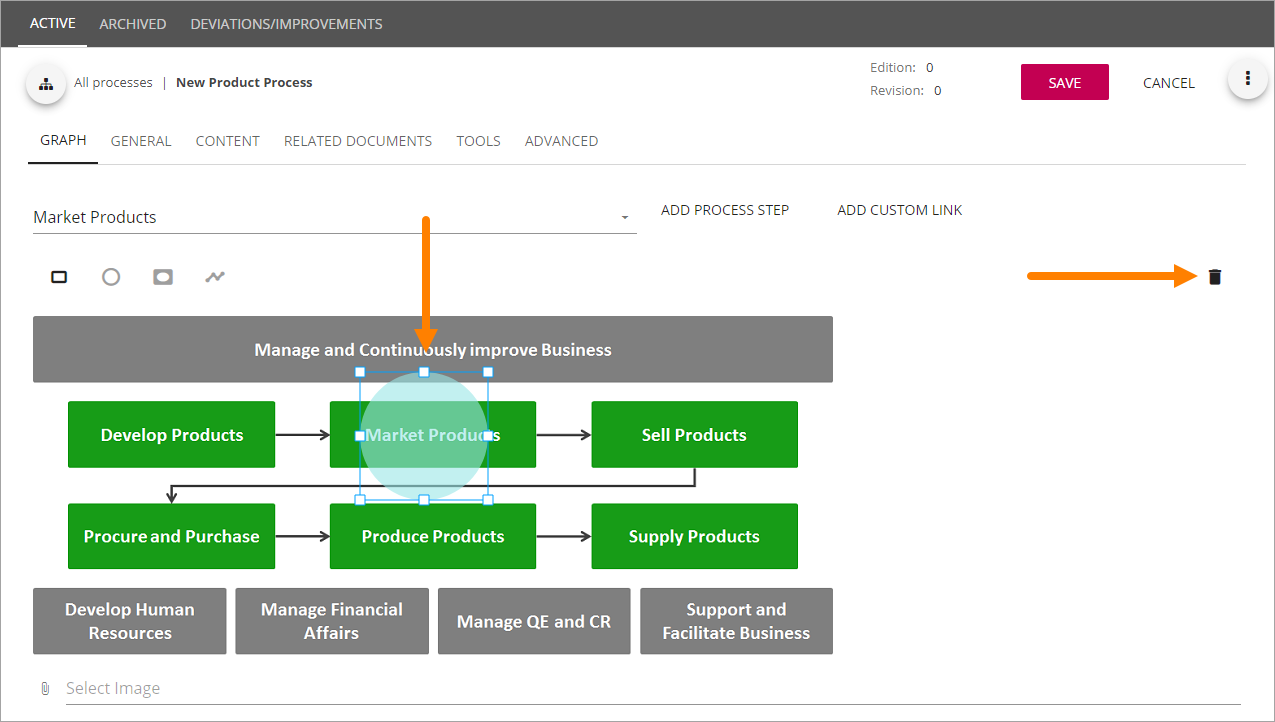 ACTIVE ARCHIVED DEVIATIONS/IMPROVEMENTS
All processes | New Product Process
Edition: 0
Revision: 0
SAVE CANCEL
GRAPH GENERAL CONTENT RELATED DOCUMENTS TOOLS ADVANCED
Market Products
ADD PROCESS STEP ADD CUSTOM LINK
Manage and Continuously improve Business
Develop Products Market Products Sell Products
Procure and Purchase Produce Products Supply Products
Develop Human
Resources
Manage Financial
Affairs
Manage QE and CR
Support and
Facilitate Business
Select Image